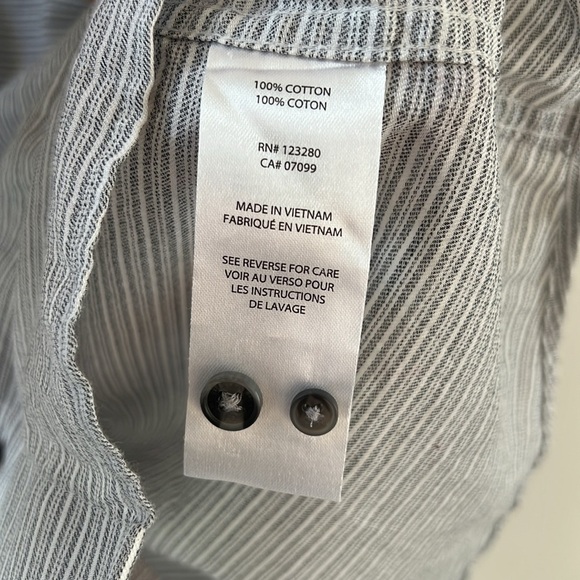 100% COTTON
100% COTON
RN# 123280
CA# 07099
MADE IN VIETNAM
FABRIQUÉ EN VIETNAM
SEE REVERSE FOR CARE
VOIR AU VERSO POUR
LES INSTRUCTIONS
DE LAVAGE